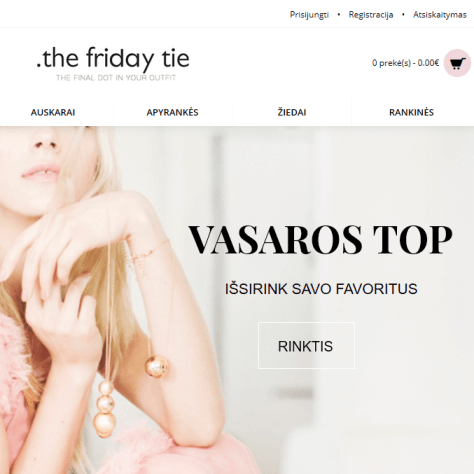 Prisijungti • Registracija • Atsiskaitymas
.the friday tie
THE FINAL DOT IN YOUR OUTFIT
0 prekė(s) - 0.00€
AUSKARAI APYRANKĖS ŽIEDAI RANKINĖS
VASAROS TOP
IŠSIRINK SAVO FAVORITUS
RINKTIS